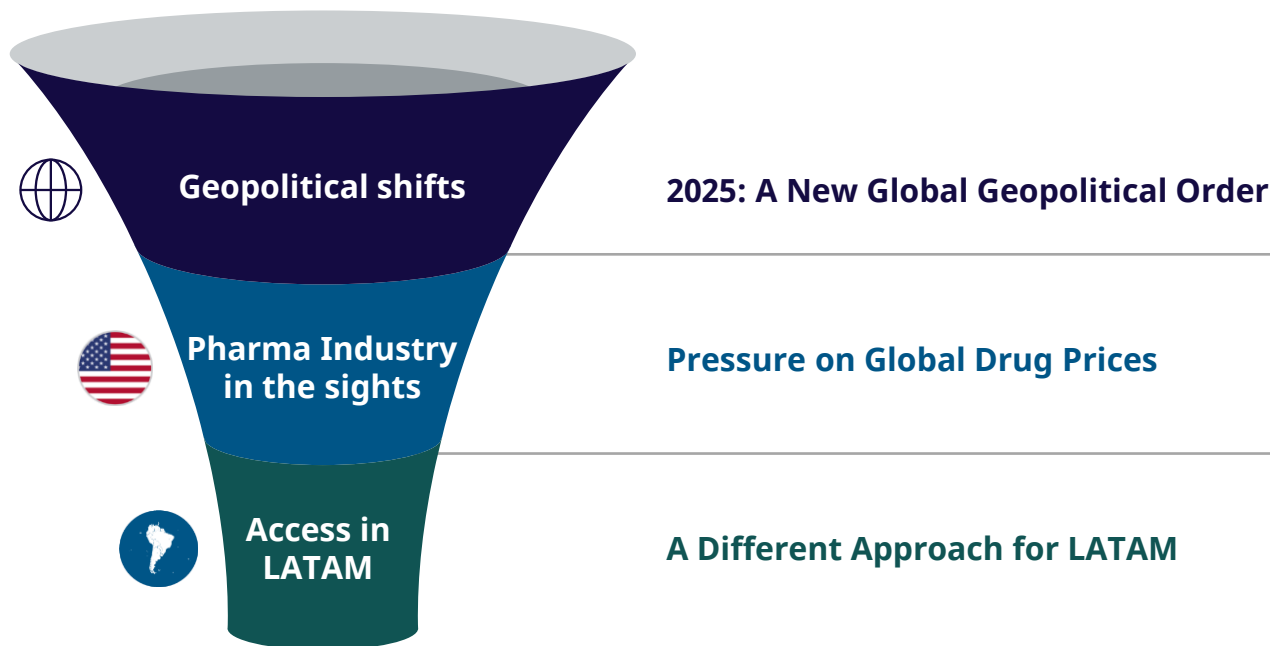 Geopolitical shifts
2025: A New Global Geopolitical Order
Pharma Industry
in the sights
Pressure on Global Drug Prices
Access in
LATAM
A Different Approach for LATAM